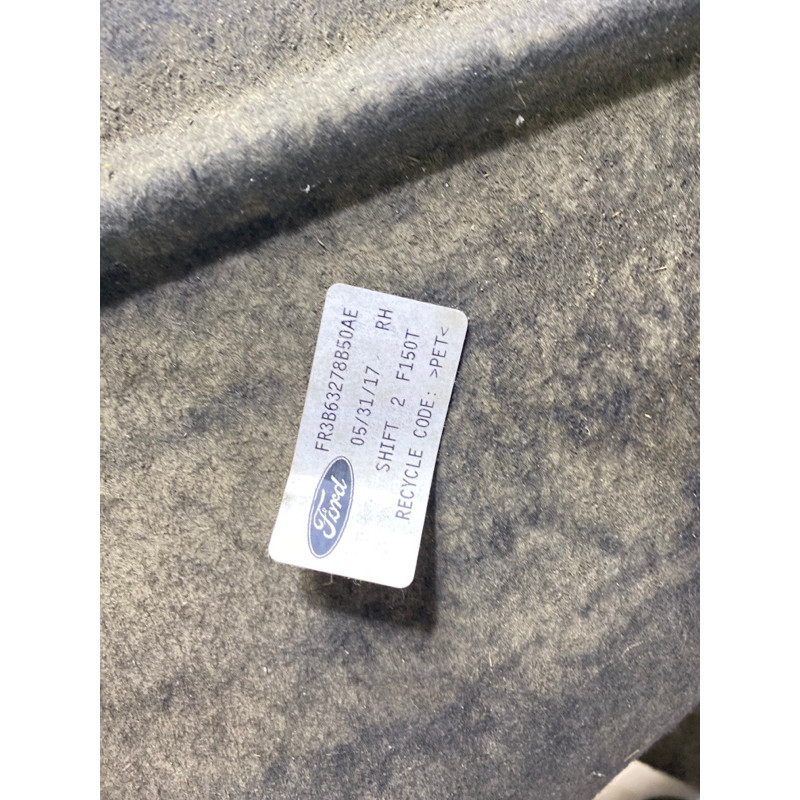 Ford
FR3B63278B50AE
05/31/17 RH
SHIFT 2 F150T
RECYCLE CODE: >PET<